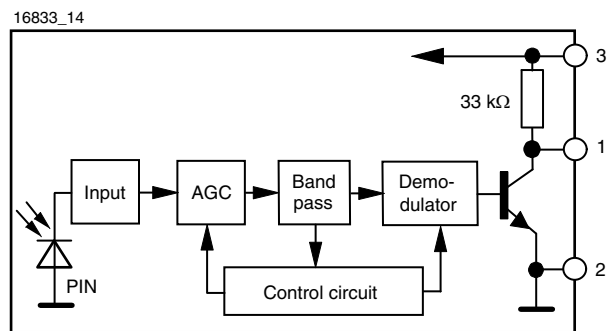 16833_14
3
33 kΩ
1
Input
AGC
Band
pass
Demo-
dulator
2
PIN
Control circuit